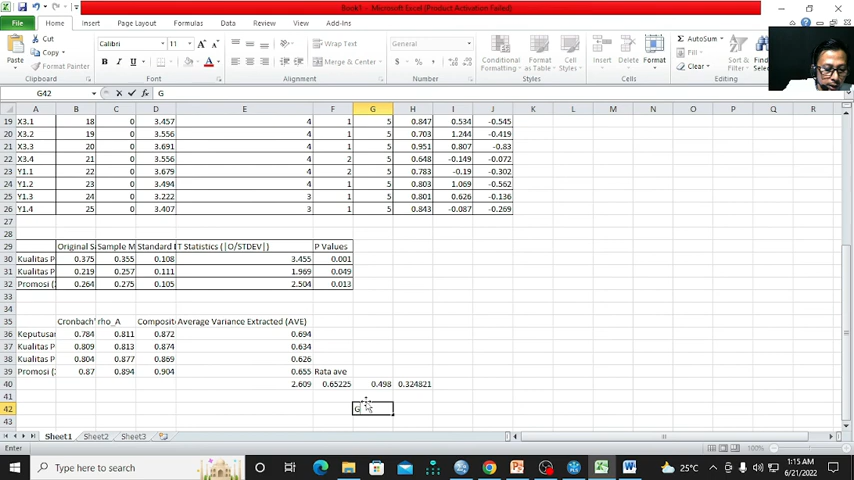 Book1 - Microsoft Excel (Product Activation Failed)
File Home Insert Page Layout Formulas Data Review View Add-Ins
Cut
Copy
Format Painter
Paste
Clipboard
Calibri 11
B I U
Font
Wrap Text
Merge & Center
Alignment
General
Number
Conditional Formatting
Format as Table
Cell Styles
Styles
Insert Delete Format
Cells
AutoSum
Fill
Clear
Sort &
G42 fx G
A B C D E F G H I J K L M N O P Q R
19 X3.1 18 0 3.457 4 1 5 0.847 0.534 -0.545
20 X3.2 19 0 3.556 4 1 5 0.703 1.244 -0.419
21 X3.3 20 0 3.691 4 1 5 0.951 0.807 -0.83
22 X3.4 21 0 3.556 4 2 5 0.648 -0.149 -0.072
23 Y1.1 22 0 3.679 4 2 5 0.783 -0.19 -0.302
24 Y1.2 23 0 3.494 4 1 5 0.803 1.069 -0.562
25 Y1.3 24 0 3.222 3 1 5 0.801 0.626 -0.136
26 Y1.4 25 0 3.407 3 1 5 0.843 -0.087 -0.269
27
28
29 Original S Sample M Standard D T Statistics (|O/STDEV|) P Values
30 Kualitas P 0.375 0.355 0.108 3.455 0.001
31 Kualitas P 0.219 0.257 0.111 1.969 0.049
32 Promosi (X 0.264 0.275 0.105 2.504 0.013
33
34
35 Cronbach' rho_A Composite Average Variance Extracted (AVE)
36 Keputusan 0.784 0.811 0.872 0.694
37 Kualitas P 0.809 0.813 0.874 0.634
38 Kualitas P 0.804 0.877 0.869 0.626
39 Promosi (X 0.87 0.894 0.904 0.655 Rata ave
40 2.609 0.65225 0.498 0.324821
41
42 G
43
Sheet1 Sheet2 Sheet3
Enter 100%
Type here to search
25°C
1:15 AM
6/21/2022